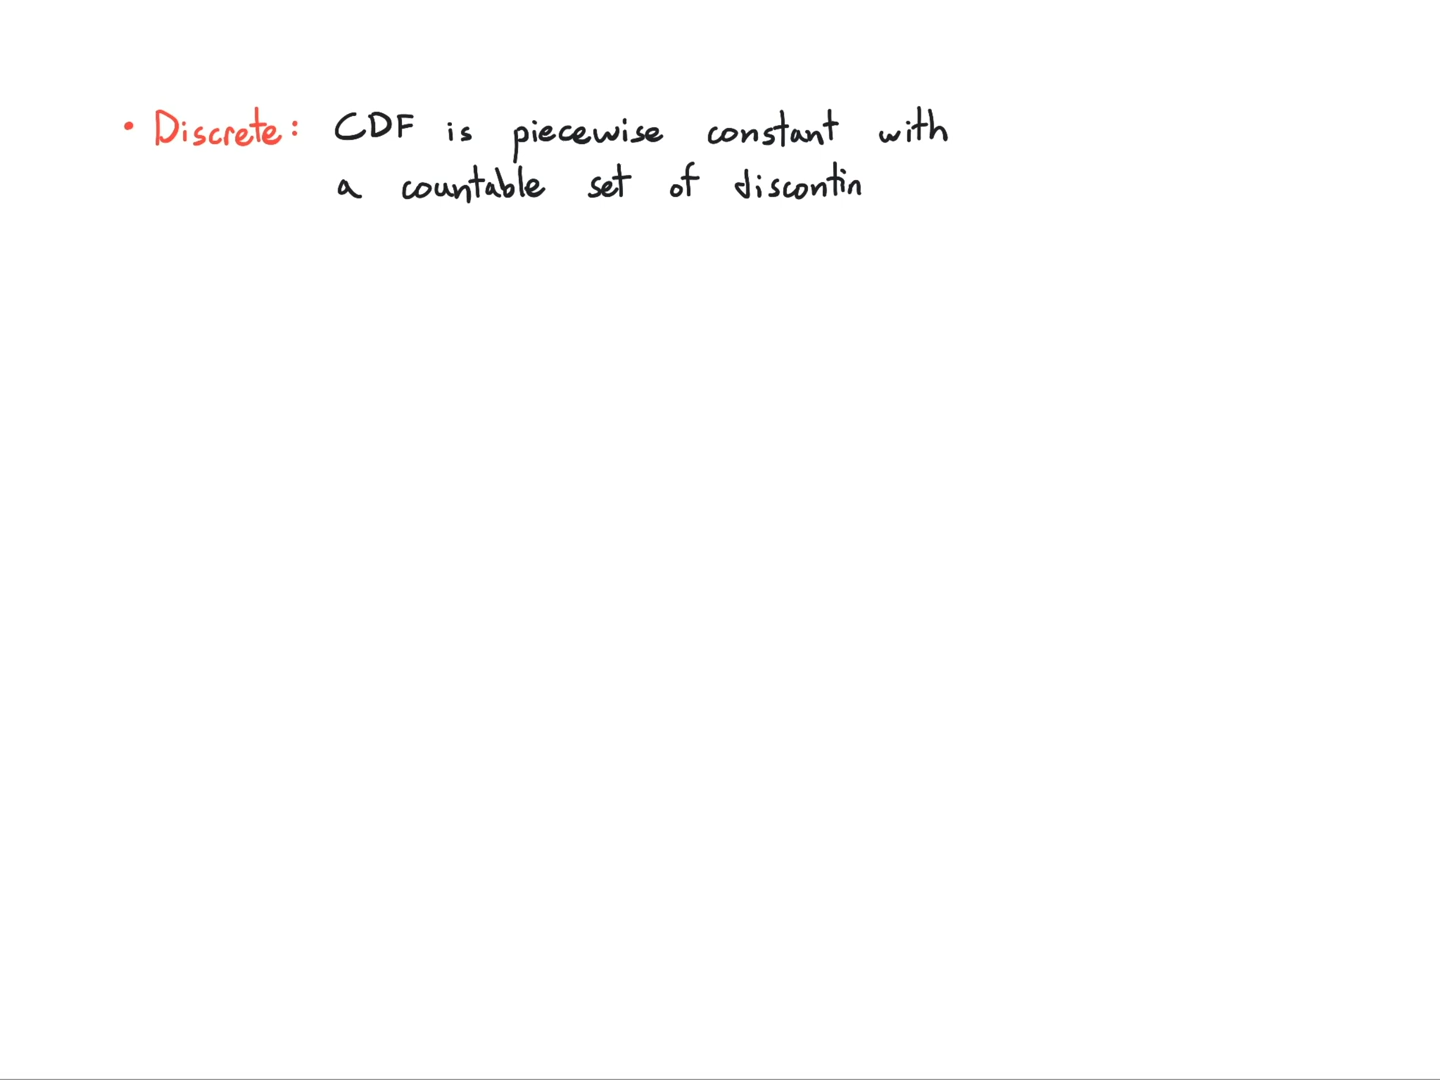 • Discrete: CDF is piecewise constant with
a countable set of discontin